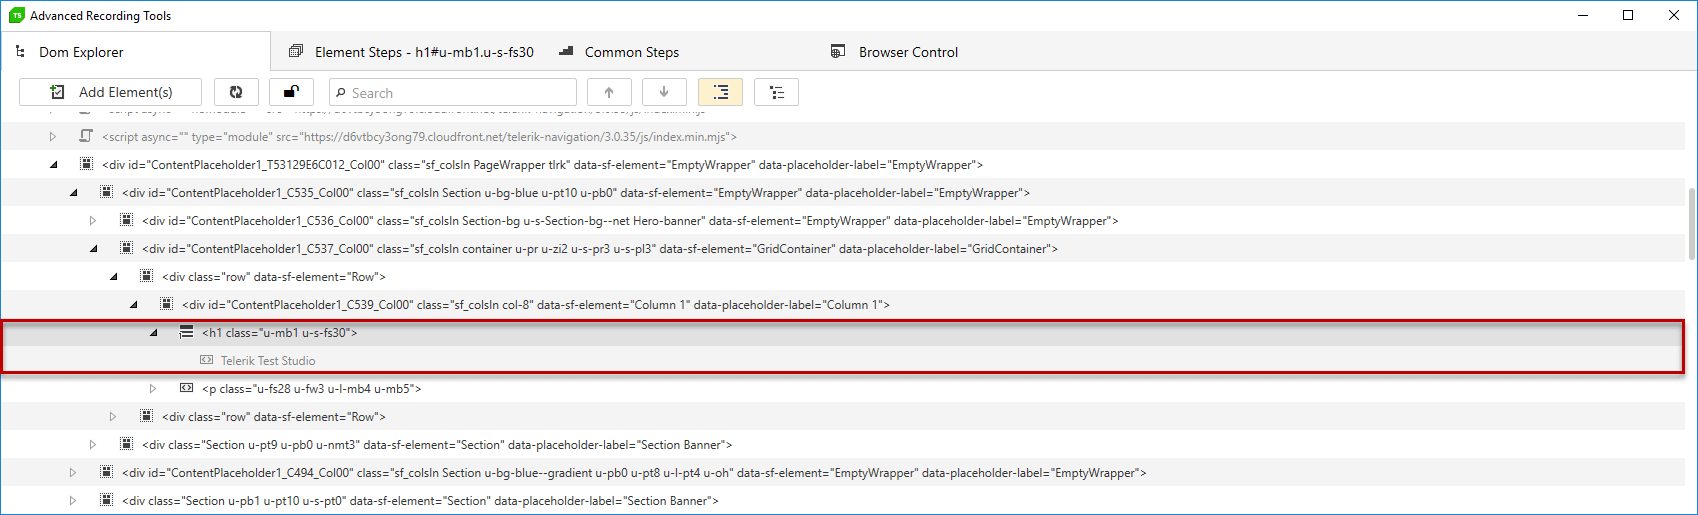 TS Advanced Recording Tools
Dom Explorer Element Steps - h1#u-mb1.u-s-fs30 Common Steps Browser Control
Add Element(s) Search
<script async="" type="module" src="https://d6vtbcy3ong79.cloudfront.net/telerik-navigation/3.0.35/js/index.min.mjs">
<div id="ContentPlaceholder1_T53129E6C012_Col00" class="sf_colsIn PageWrapper tlrk" data-sf-element="EmptyWrapper" data-placeholder-label="EmptyWrapper">
<div id="ContentPlaceholder1_C535_Col00" class="sf_colsIn Section u-bg-blue u-pt10 u-pb0" data-sf-element="EmptyWrapper" data-placeholder-label="EmptyWrapper">
<div id="ContentPlaceholder1_C536_Col00" class="sf_colsIn Section-bg u-s-Section-bg--net Hero-banner" data-sf-element="EmptyWrapper" data-placeholder-label="EmptyWrapper">
<div id="ContentPlaceholder1_C537_Col00" class="sf_colsIn container u-pr u-zi2 u-s-pr3 u-s-pl3" data-sf-element="GridContainer" data-placeholder-label="GridContainer">
<div class="row" data-sf-element="Row">
<div id="ContentPlaceholder1_C539_Col00" class="sf_colsIn col-8" data-sf-element="Column 1" data-placeholder-label="Column 1">
<h1 class="u-mb1 u-s-fs30">
Telerik Test Studio
<p class="u-fs28 u-fw3 u-l-mb4 u-mb5">
<div class="row" data-sf-element="Row">
<div class="Section u-pt9 u-pb0 u-nmt3" data-sf-element="Section" data-placeholder-label="Section Banner">
<div id="ContentPlaceholder1_C494_Col00" class="sf_colsIn Section u-bg-blue--gradient u-pb0 u-pt8 u-l-pt4 u-oh" data-sf-element="EmptyWrapper" data-placeholder-label="EmptyWrapper">
<div class="Section u-pb1 u-pt10 u-s-pt0" data-sf-element="Section" data-placeholder-label="Section Banner">